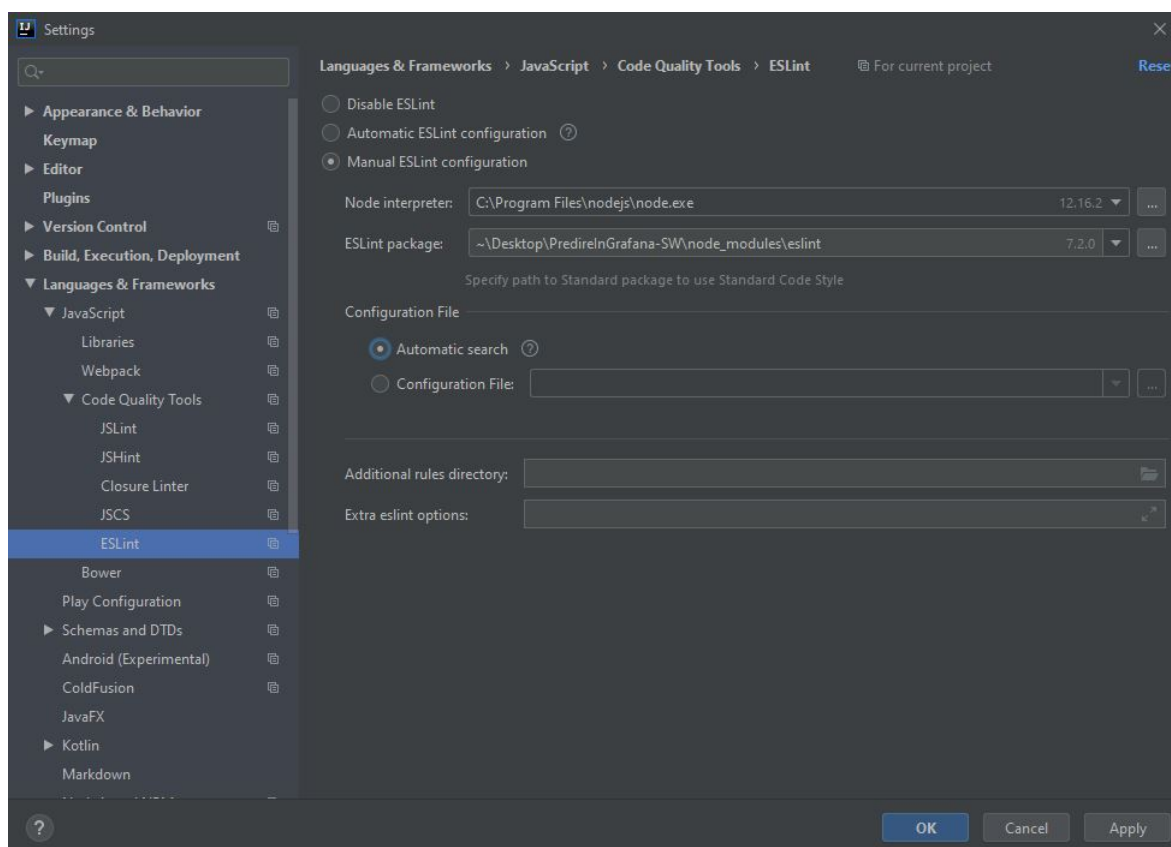 IJ Settings
Languages & Frameworks › JavaScript › Code Quality Tools › ESLint For current project Rese
Appearance & Behavior
Keymap
Editor
Plugins
Version Control
Build, Execution, Deployment
Languages & Frameworks
JavaScript
Libraries
Webpack
Code Quality Tools
JSLint
JSHint
Closure Linter
JSCS
ESLint
Bower
Play Configuration
Schemas and DTDs
Android (Experimental)
ColdFusion
JavaFX
Kotlin
Markdown
Disable ESLint
Automatic ESLint configuration ?
Manual ESLint configuration
Node interpreter: C:\Program Files\nodejs\node.exe 12.16.2 ...
ESLint package: ~\Desktop\PredireInGrafana-SW\node_modules\eslint 7.2.0 ...
Specify path to Standard package to use Standard Code Style
Configuration File
Automatic search ?
Configuration File: ...
Additional rules directory:
Extra eslint options:
? OK Cancel Apply